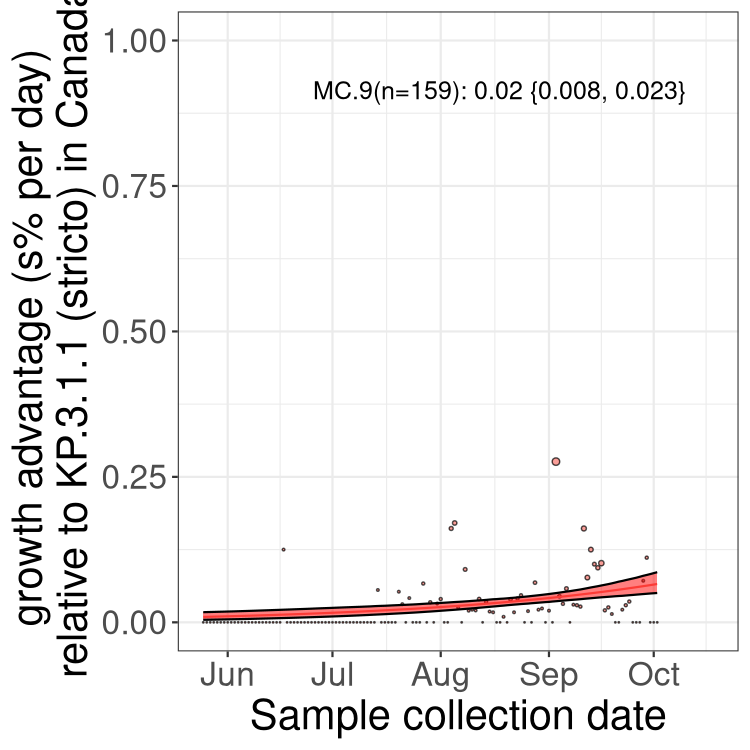 growth advantage (s% per day)
relative to KP.3.1.1 (stricto) in Canada
1.00
0.75
0.50
0.25
0.00
MC.9(n=159): 0.02 {0.008, 0.023}
Jun Jul Aug Sep Oct
Sample collection date